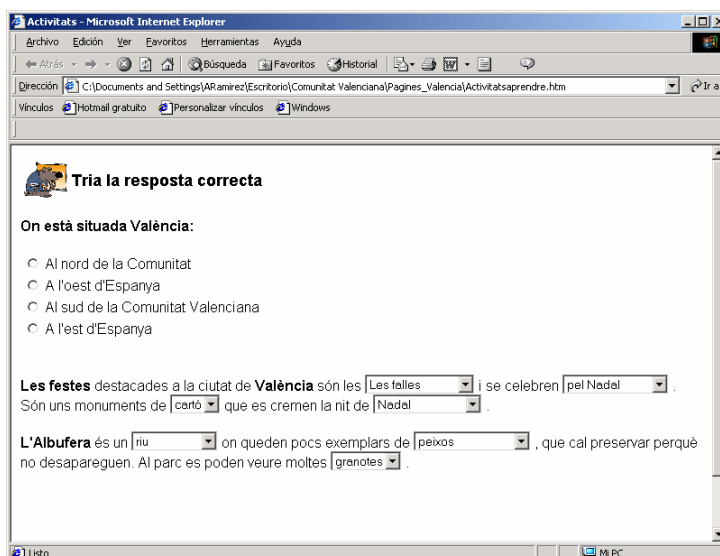 Activitats - Microsoft Internet Explorer
Archivo Edición Ver Favoritos Herramientas Ayuda
Atrás Búsqueda Favoritos Historial
Dirección C:\Documents and Settings\ARamirez\Escritorio\Comunitat Valenciana\Pagines_Valencia\Activitatsaprendre.htm Ir a
Vínculos Hotmail gratuito Personalizar vínculos Windows
Tria la resposta correcta
On està situada València:
Al nord de la Comunitat
A l'oest d'Espanya
Al sud de la Comunitat Valenciana
A l'est d'Espanya
Les festes destacades a la ciutat de València són les Les falles i se celebren pel Nadal .
Són uns monuments de cartó que es cremen la nit de Nadal .
L'Albufera és un riu on queden pocs exemplars de peixos , que cal preservar perquè
no desapareguen. Al parc es poden veure moltes granotes .
Listo Mi PC